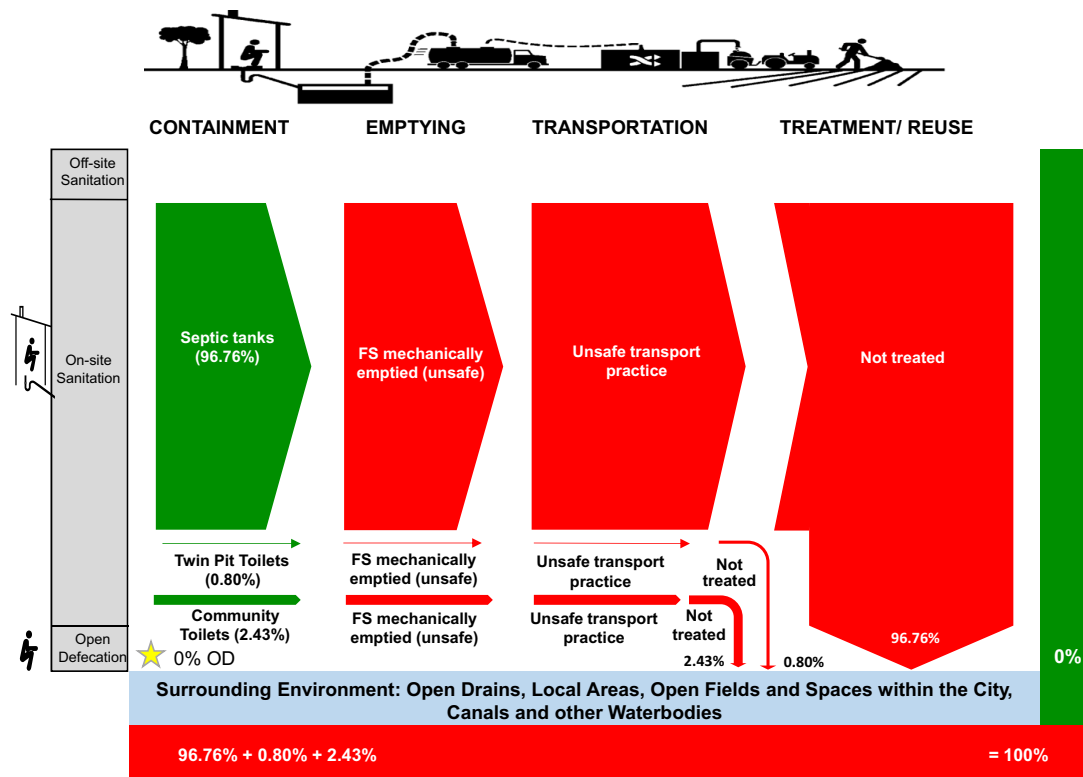 CONTAINMENT
EMPTYING
TRANSPORTATION
TREATMENT/ REUSE
Off-site
Sanitation
On-site
Sanitation
Open
Defecation
Septic tanks
(96.76%)
FS mechanically
emptied (unsafe)
Unsafe transport
practice
Not treated
Twin Pit Toilets
(0.80%)
FS mechanically
emptied (unsafe)
Unsafe transport
practice
Not
treated
Community
Toilets (2.43%)
FS mechanically
emptied (unsafe)
Unsafe transport
practice
Not
treated
0% OD
2.43%
0.80%
96.76%
0%
Surrounding Environment: Open Drains, Local Areas, Open Fields and Spaces within the City,
Canals and other Waterbodies
96.76% + 0.80% + 2.43%
= 100%